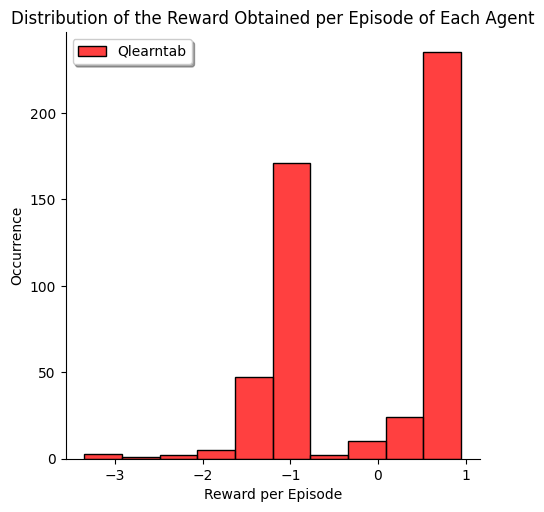 Distribution of the Reward Obtained per Episode of Each Agent
Qlearntab
Occurrence
200
150
100
50
0
−3
−2
−1
0
1
Reward per Episode